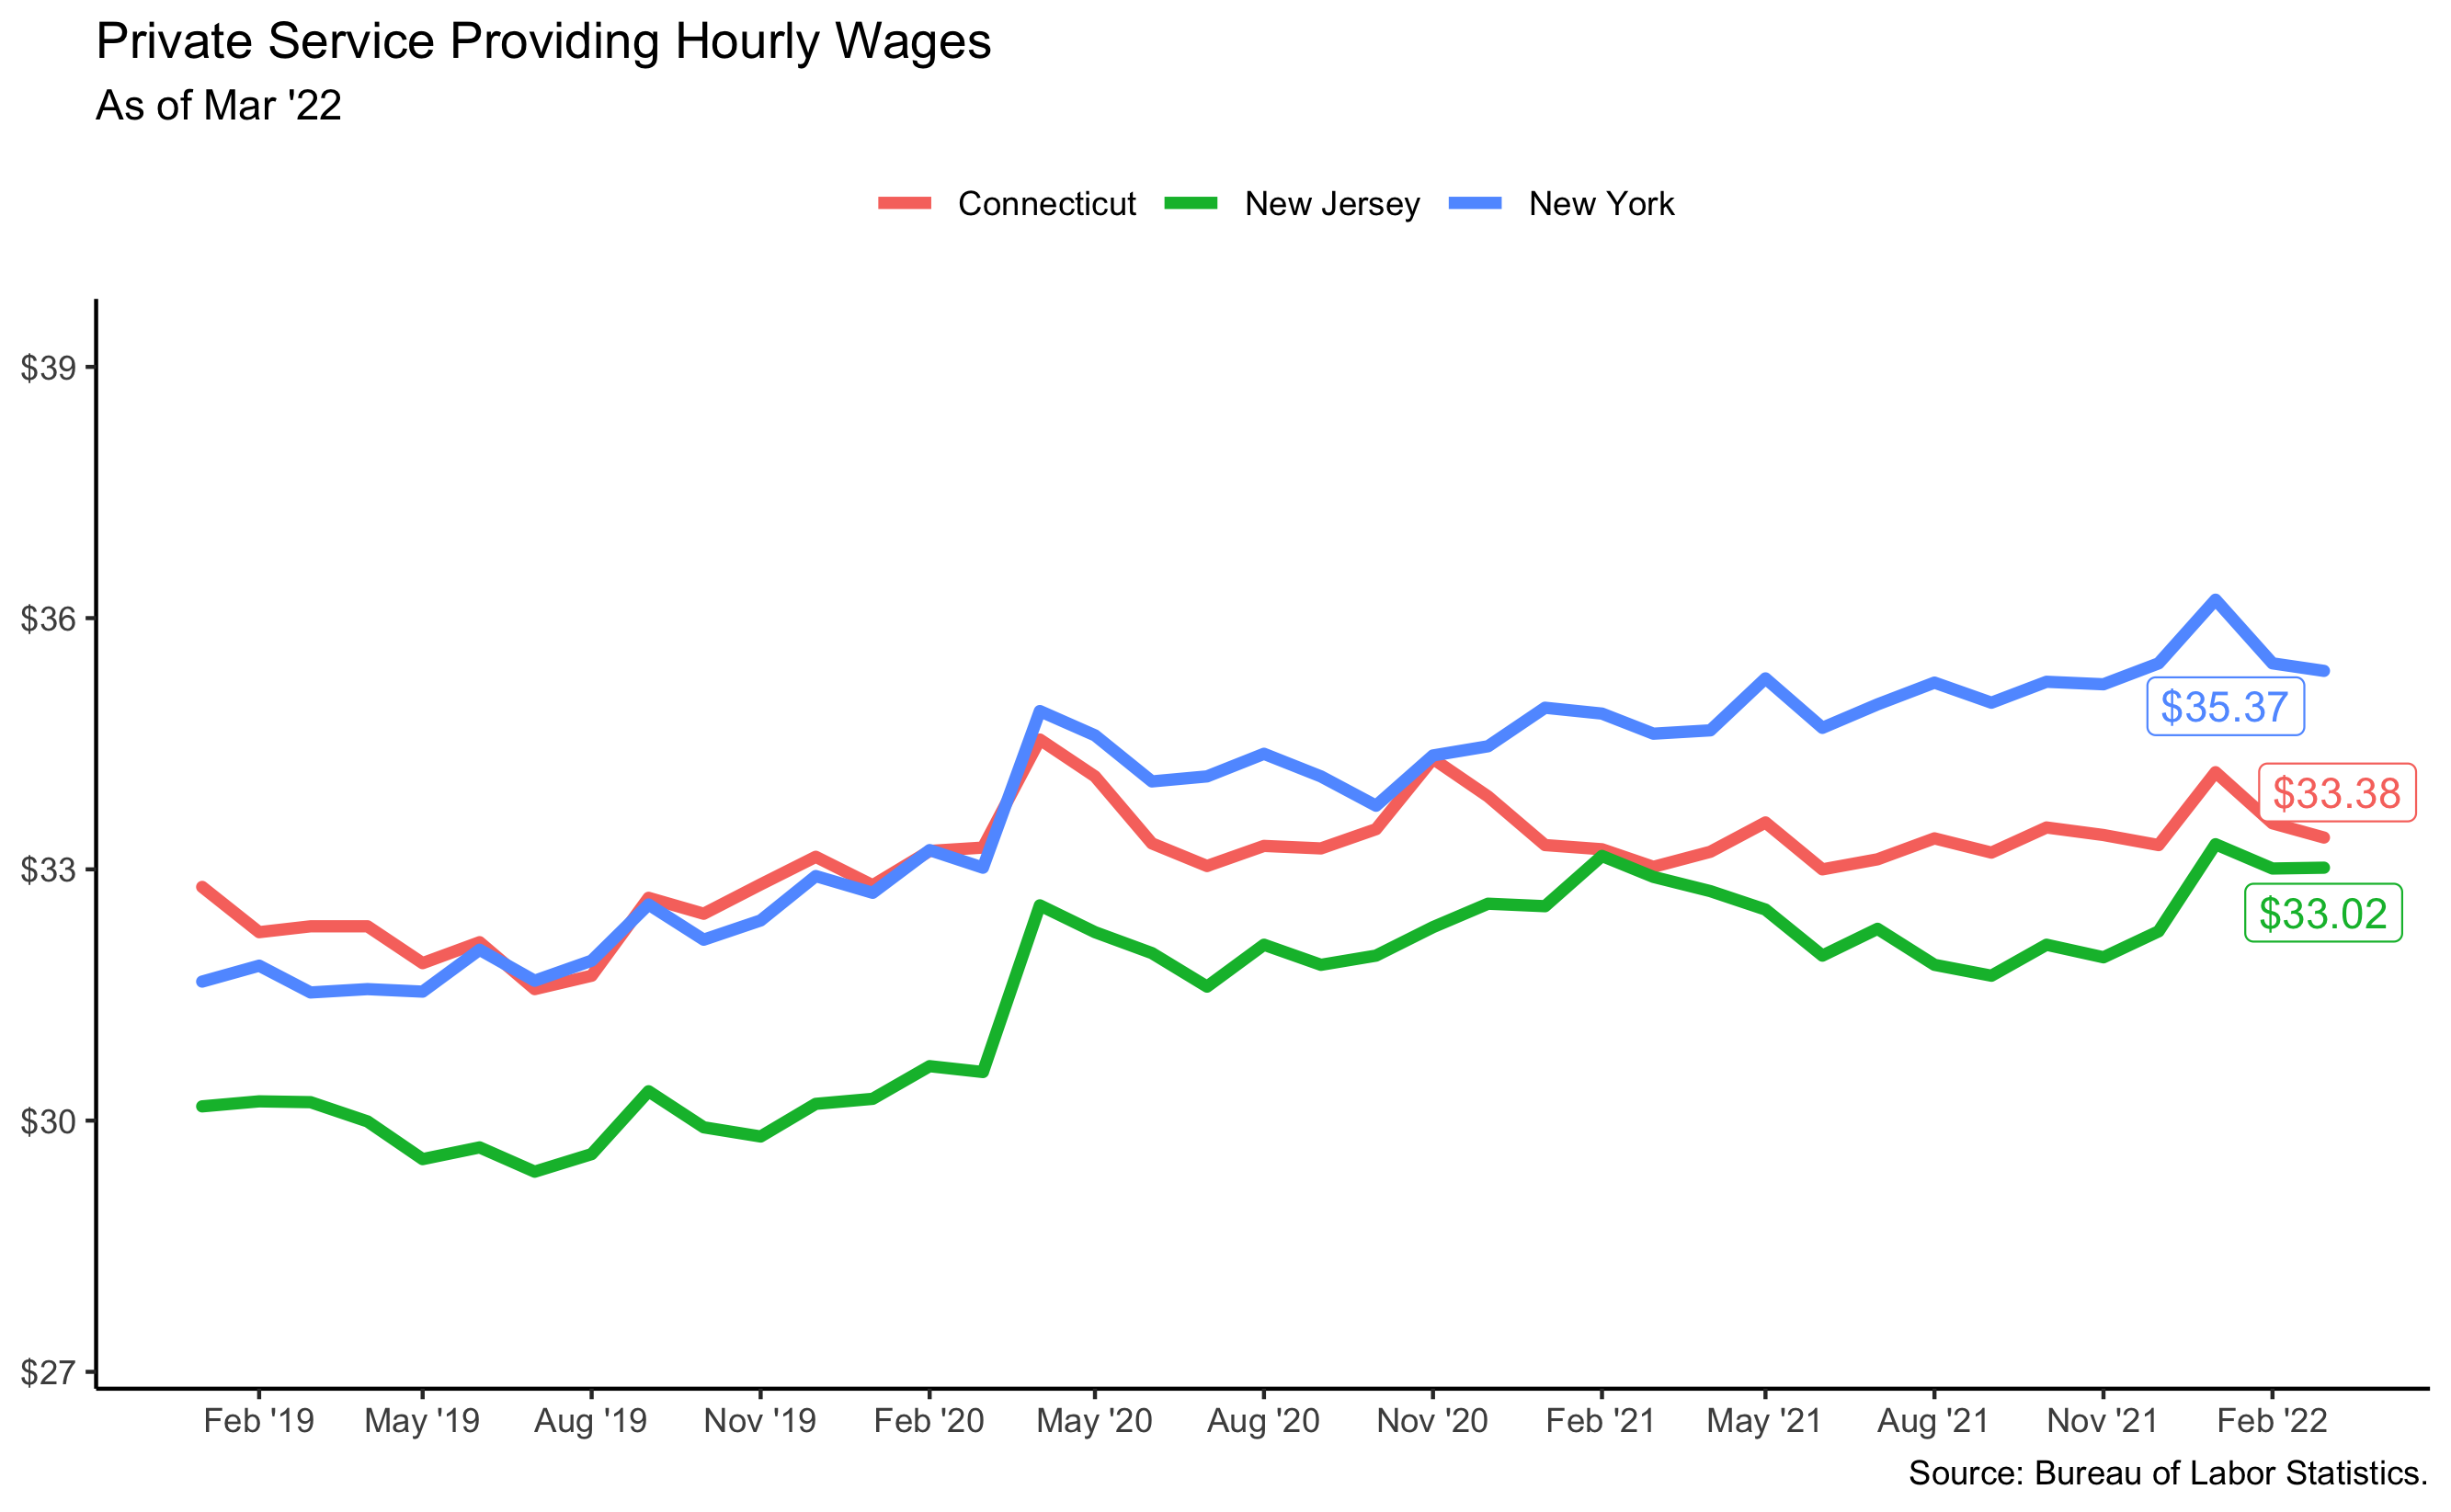 Private Service Providing Hourly Wages
As of Mar '22
Connecticut New Jersey New York
$39
$36
$33
$30
$27
$35.37
$33.38
$33.02
Feb '19 May '19 Aug '19 Nov '19 Feb '20 May '20 Aug '20 Nov '20 Feb '21 May '21 Aug '21 Nov '21 Feb '22
Source: Bureau of Labor Statistics.